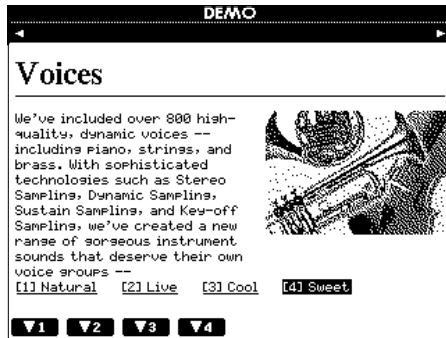 DEMO
Voices
We've included over 800 high-
quality, dynamic voices --
including piano, strings, and
brass. With sophisticated
technologies such as Stereo
Sampling, Dynamic Sampling,
Sustain Sampling, and Key-off
Sampling, we've created a new
range of gorgeous instrument
sounds that deserve their own
voice groups --
[1] Natural [2] Live [3] Cool [4] Sweet
▼1 ▼2 ▼3 ▼4